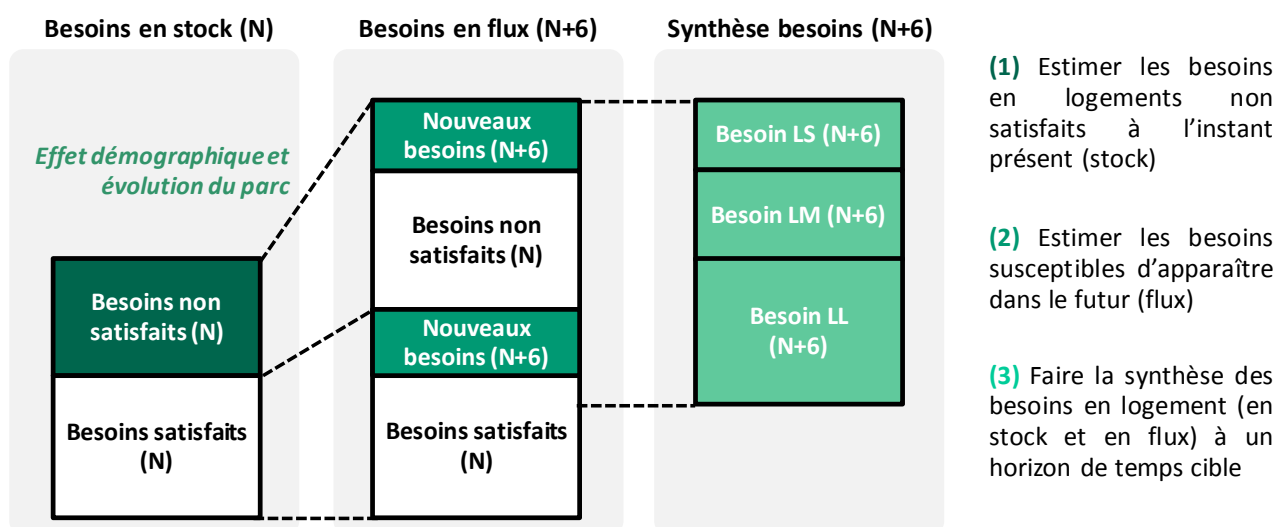 Besoins en stock (N)
Besoins en flux (N+6)
Synthèse besoins (N+6)
Effet démographique et
évolution du parc
Besoins non
satisfaits (N)
Besoins satisfaits
(N)
Nouveaux
besoins (N+6)
Besoins non
satisfaits (N)
Nouveaux
besoins (N+6)
Besoins satisfaits
(N)
Besoin LS (N+6)
Besoin LM (N+6)
Besoin LL
(N+6)
(1) Estimer les besoins
en logements non
satisfaits à l’instant
présent (stock)
(2) Estimer les besoins
susceptibles d’apparaître
dans le futur (flux)
(3) Faire la synthèse des
besoins en logement (en
stock et en flux) à un
horizon de temps cible